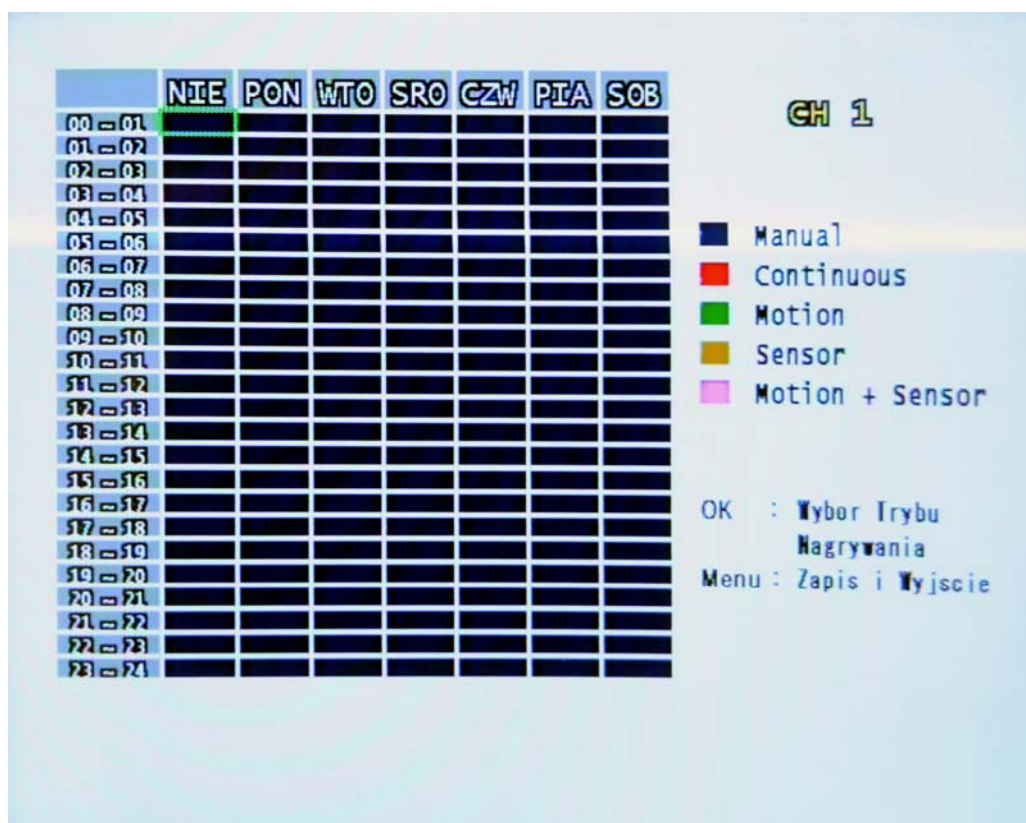 NIE PON WTO SRO CZW PIA SOB
CH 1
00 ~ 01
01 ~ 02
02 ~ 03
03 ~ 04
04 ~ 05
05 ~ 06
06 ~ 07
07 ~ 08
08 ~ 09
09 ~ 10
10 ~ 11
11 ~ 12
12 ~ 13
13 ~ 14
14 ~ 15
15 ~ 16
16 ~ 17
17 ~ 18
18 ~ 19
19 ~ 20
20 ~ 21
21 ~ 22
22 ~ 23
23 ~ 24
Manual
Continuous
Motion
Sensor
Motion + Sensor
OK : Wybor Trybu
Nagrywania
Menu : Zapis i Wyjscie